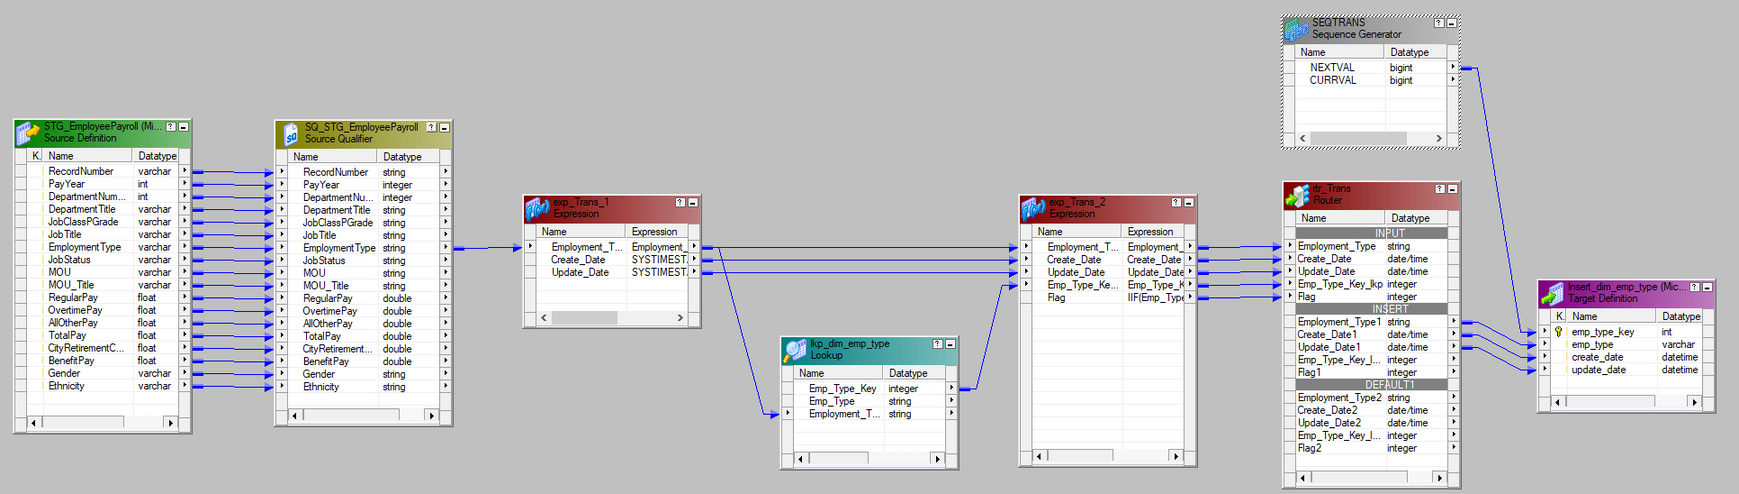 SEQTRANS
Sequence Generator
Name Datatype
NEXTVAL bigint
CURRVAL bigint
STG_EmployeePayroll (Mi...
Source Definition
K. Name Datatype
RecordNumber varchar
PayYear int
DepartmentNum... int
DepartmentTitle varchar
JobClassPGrade varchar
JobTitle varchar
EmploymentType varchar
JobStatus varchar
MOU varchar
MOU_Title varchar
RegularPay float
OvertimePay float
AllOtherPay float
TotalPay float
CityRetirementC... float
BenefitPay float
Gender varchar
Ethnicity varchar
SQ_STG_EmployeePayroll
Source Qualifier
Name Datatype
RecordNumber string
PayYear integer
DepartmentNu... integer
DepartmentTitle string
JobClassPGrade string
JobTitle string
EmploymentType string
JobStatus string
MOU string
MOU_Title string
RegularPay double
OvertimePay double
AllOtherPay double
TotalPay double
CityRetirement... double
BenefitPay double
Gender string
Ethnicity string
exp_Trans_1
Expression
Name Expression
Employment_T... Employment_
Create_Date SYSTIMEST.
Update_Date SYSTIMEST.
lkp_dim_emp_type
Lookup
Name Datatype
Emp_Type_Key integer
Emp_Type string
Employment_T... string
exp_Trans_2
Expression
Name Expression
Employment_T... Employment_
Create_Date Create_Date
Update_Date Update_Date
Emp_Type_Ke... Emp_Type_K
Flag IIF(Emp_Type
rtr_Trans
Router
Name Datatype
INPUT
Employment_Type string
Create_Date date/time
Update_Date date/time
Emp_Type_Key_lkp integer
Flag integer
INSERT
Employment_Type1 string
Create_Date1 date/time
Update_Date1 date/time
Emp_Type_Key_l... integer
Flag1 integer
DEFAULT1
Employment_Type2 string
Create_Date2 date/time
Update_Date2 date/time
Emp_Type_Key_l... integer
Flag2 integer
Insert_dim_emp_type (Mic...
Target Definition
K. Name Datatype
emp_type_key int
emp_type varchar
create_date datetime
update_date datetime